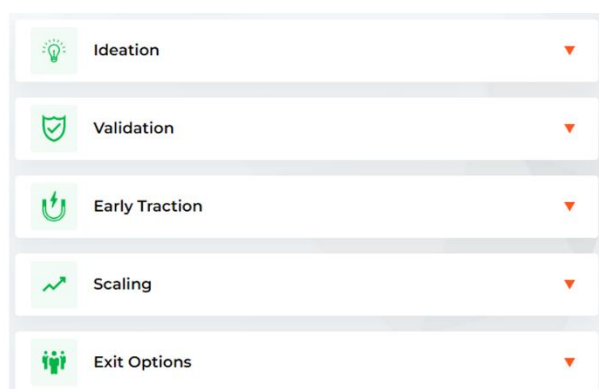 Ideation
Validation
Early Traction
Scaling
Exit Options